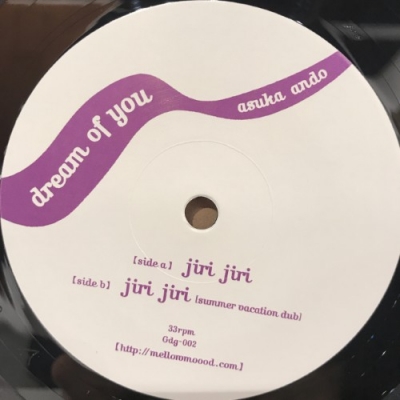 dream of you
asuka ando
[side a] jiri jiri
[side b] jiri jiri (summer vacation dub)
33rpm
Gdg-002
[http://mellowmoood.com]